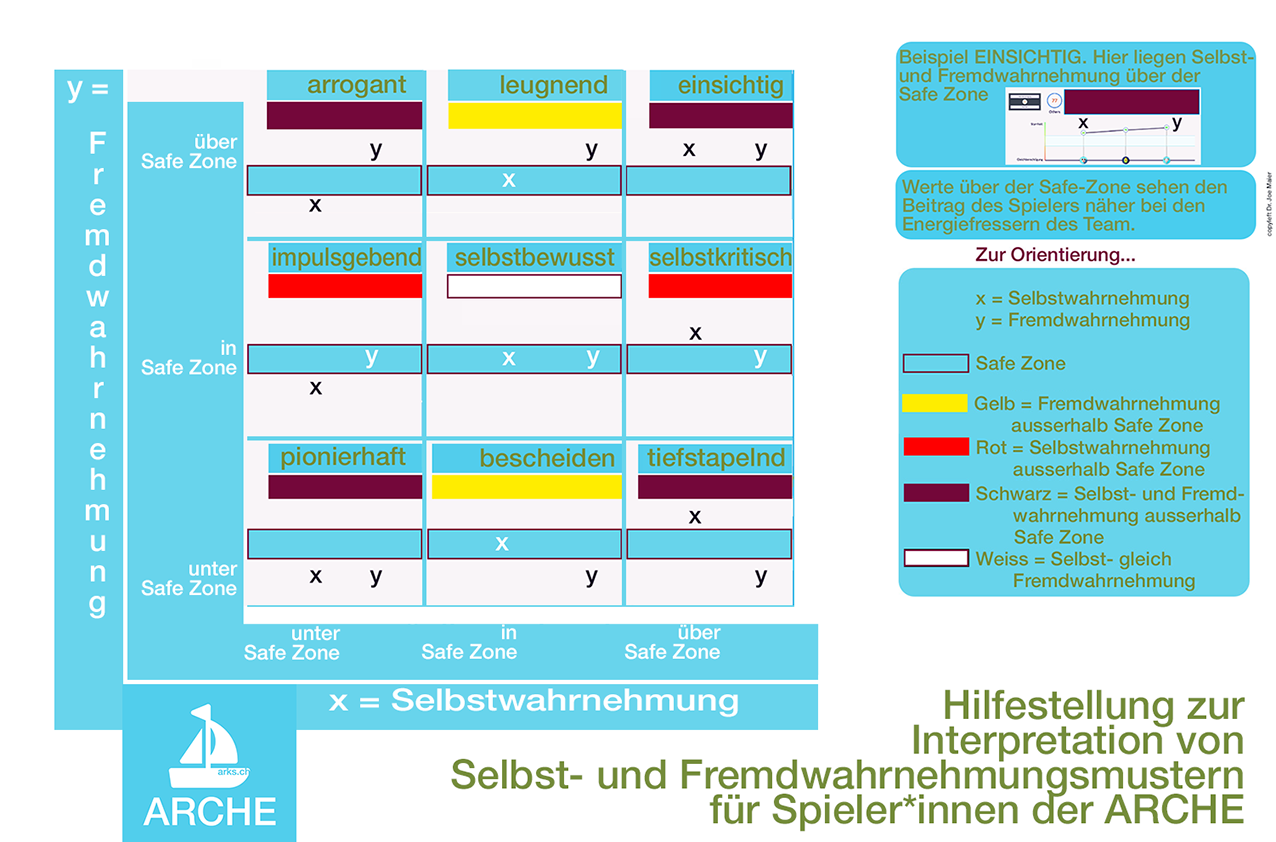 y =
Fremdwahrnehmung
über
Safe Zone
in
Safe Zone
unter
Safe Zone
arrogant
y
x
leugnend
y
x
einsichtig
x y
impulsgebend
y
x
selbstbewusst
x y
selbstkritisch
x
y
pionierhaft
x y
bescheiden
x
y
tiefstapelnd
x
y
unter
Safe Zone
in
Safe Zone
über
Safe Zone
x = Selbstwahrnehmung
arks.ch
ARCHE
Beispiel EINSICHTIG. Hier liegen Selbst-
und Fremdwahrnehmung über der
Safe Zone
77
Others
x y
Werte über der Safe-Zone sehen den
Beitrag des Spielers näher bei den
Energiefressern des Team.
copyleft Dr. Joe Maier
Zur Orientierung...
x = Selbstwahrnehmung
y = Fremdwahrnehmung
Safe Zone
Gelb = Fremdwahrnehmung
ausserhalb Safe Zone
Rot = Selbstwahrnehmung
ausserhalb Safe Zone
Schwarz = Selbst- und Fremd-
wahrnehmung ausserhalb
Safe Zone
Weiss = Selbst- gleich
Fremdwahrnehmung
Hilfestellung zur
Interpretation von
Selbst- und Fremdwahrnehmungsmustern
für Spieler*innen der ARCHE